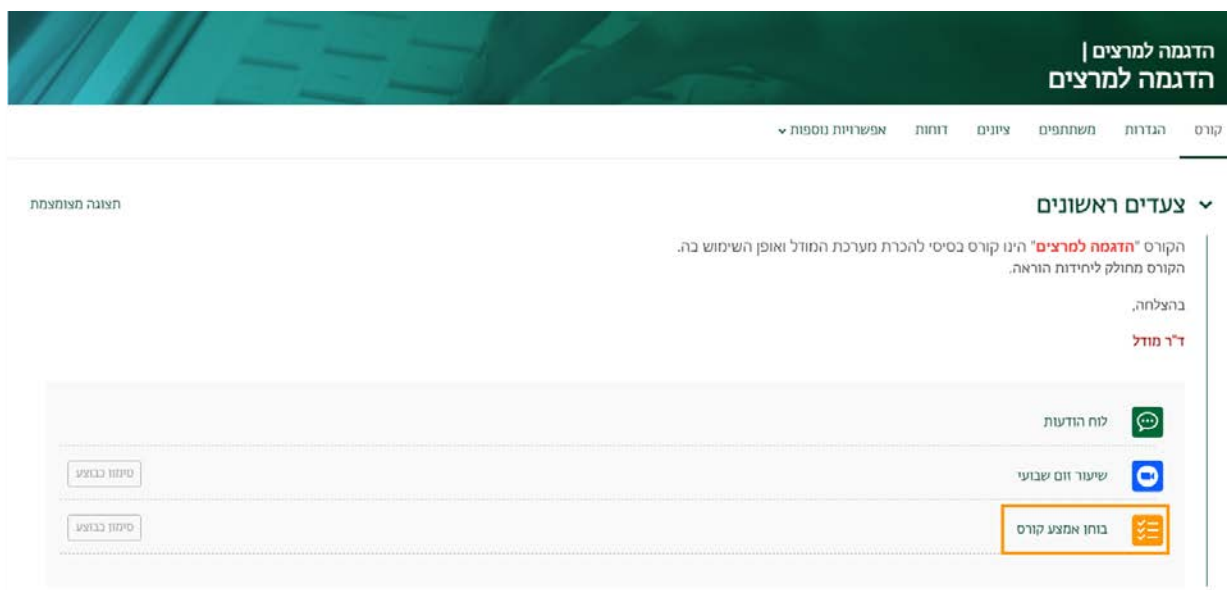 הדגמה למרצים |
הדגמה למרצים
קורס הגדרות משתתפים ציונים דוחות אפשרויות נוספות
צעדים ראשונים
תצוגה מצומצמת
הקורס "הדגמה למרצים" הינו קורס בסיסי להכרת מערכת המודל ואופן השימוש בה.
הקורס מחולק ליחידות הוראה.
בהצלחה,
ד"ר מודל
לוח הודעות
שיעור זום שבועי
סימון כבוצע
בוחן אמצע קורס
סימון כבוצע